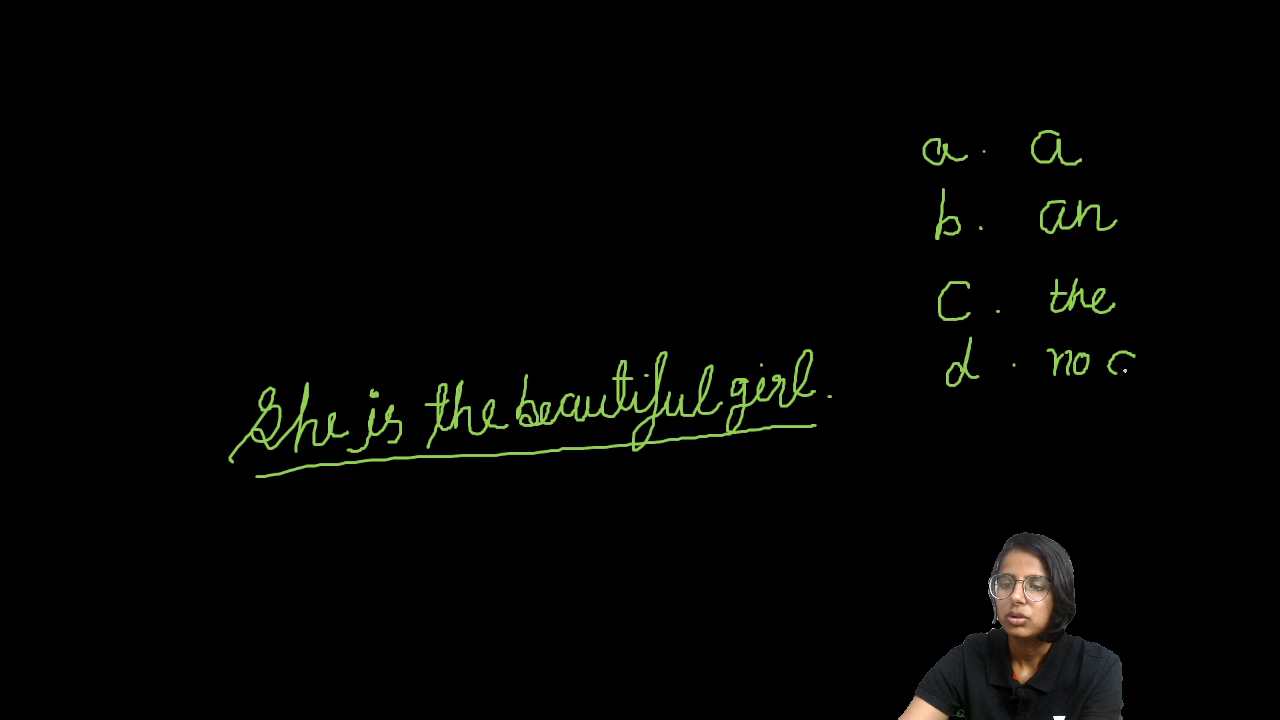 She is the beautiful girl.
a. a
b. an
C. the
d. no c